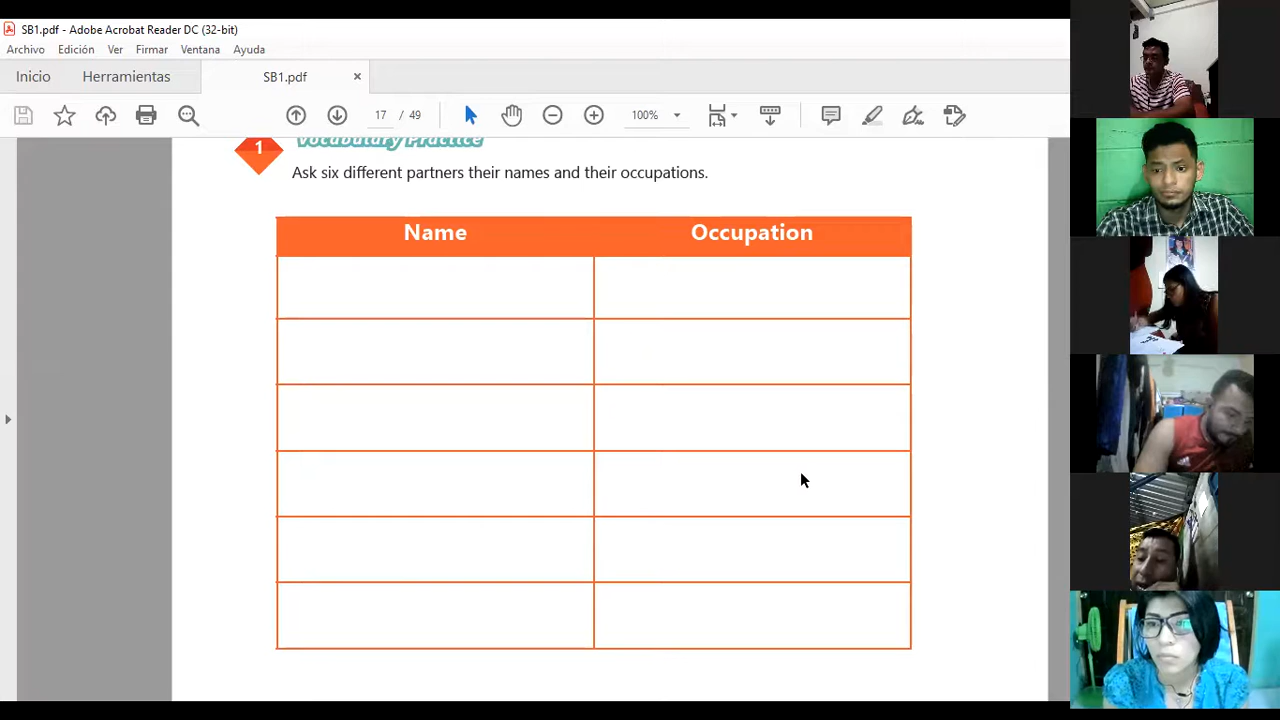 SB1.pdf - Adobe Acrobat Reader DC (32-bit)
Archivo Edición Ver Firmar Ventana Ayuda
Inicio Herramientas SB1.pdf ×
17 / 49 100%
1 Vocabulary Practice
Ask six different partners their names and their occupations.
Name Occupation